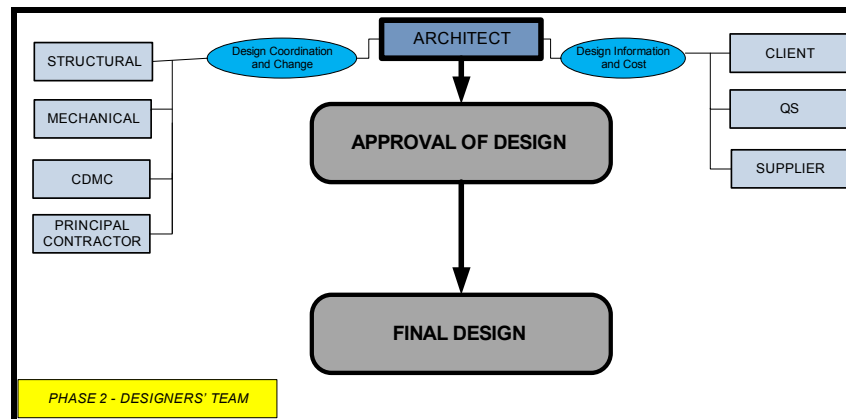 ARCHITECT
Design Coordination
and Change
Design Information
and Cost
STRUCTURAL
MECHANICAL
CDMC
PRINCIPAL
CONTRACTOR
CLIENT
QS
SUPPLIER
APPROVAL OF DESIGN
FINAL DESIGN
PHASE 2 - DESIGNERS’ TEAM